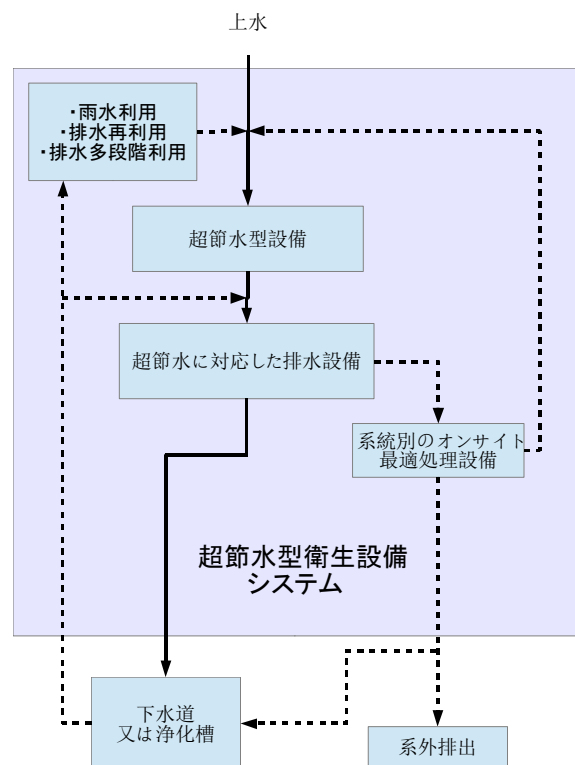 上水
・雨水利用
・排水再利用
・排水多段階利用
超節水型設備
超節水に対応した排水設備
系統別のオンサイト
最適処理設備
超節水型衛生設備
システム
下水道
又は浄化槽
系外排出